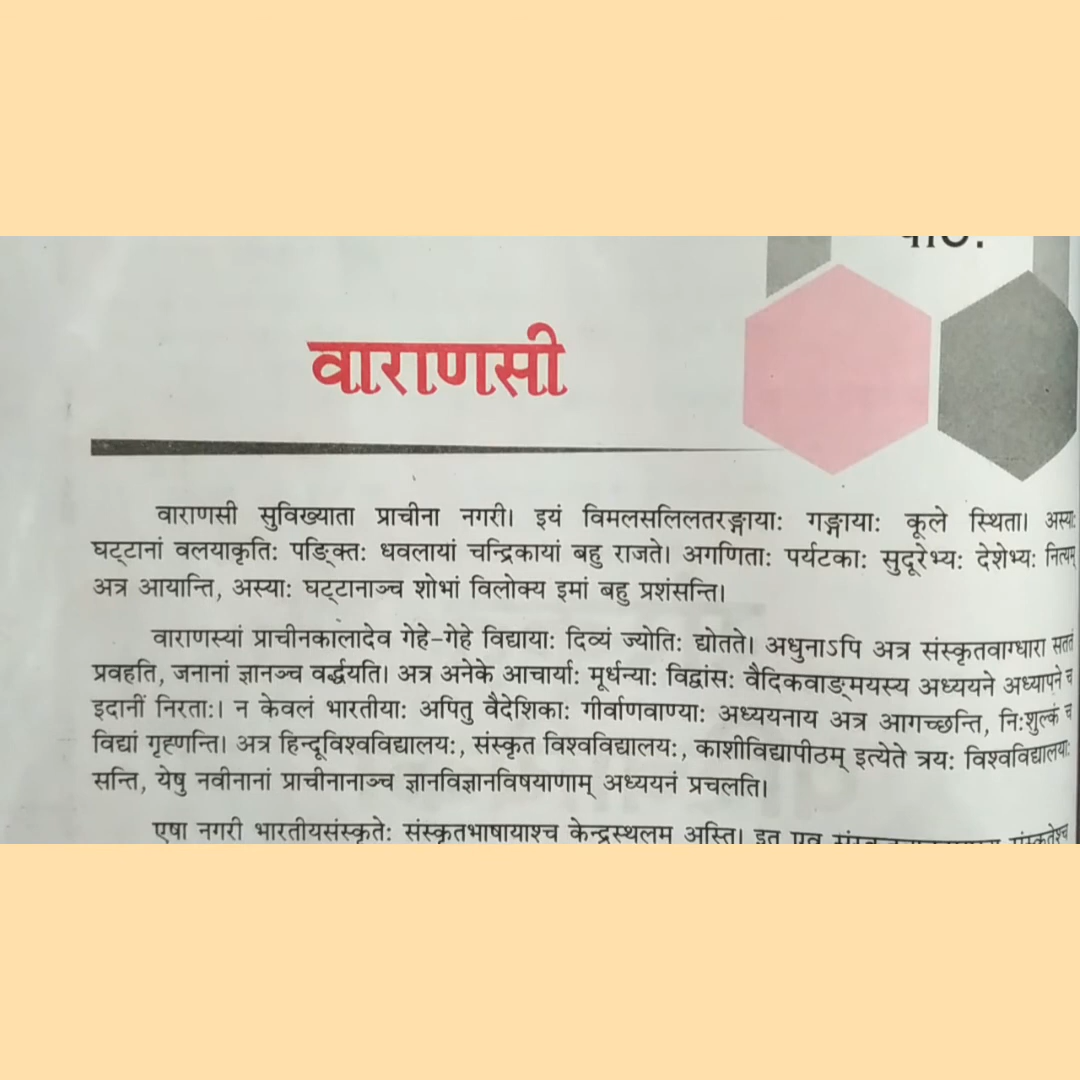 पाठ:
वाराणसी
वाराणसी सुविख्याता प्राचीना नगरी। इयं विमलसलिलतरङ्गायाः गङ्गायाः कूले स्थिता। अस्याः
घट्टानां वलयाकृतिः पङ्क्तिः धवलायां चन्द्रिकायां बहु राजते। अगणिताः पर्यटकाः सुदूरेभ्यः देशेभ्यः नित्यम्
अत्र आयान्ति, अस्याः घट्टानाञ्च शोभां विलोक्य इमां बहु प्रशंसन्ति।
वाराणस्यां प्राचीनकालादेव गेहे-गेहे विद्यायाः दिव्यं ज्योतिः द्योतते। अधुनाऽपि अत्र संस्कृतवाग्धारा सततं
प्रवहति, जनानां ज्ञानञ्च वर्द्धयति। अत्र अनेके आचार्याः मूर्धन्याः विद्वांसः वैदिकवाङ्मयस्य अध्ययने अध्यापने च
इदानीं निरताः। न केवलं भारतीयाः अपितु वैदेशिकाः गीर्वाणवाण्याः अध्ययनाय अत्र आगच्छन्ति, निःशुल्कं च
विद्यां गृह्णन्ति। अत्र हिन्दूविश्वविद्यालयः, संस्कृत विश्वविद्यालयः, काशीविद्यापीठम् इत्येते त्रयः विश्वविद्यालयाः
सन्ति, येषु नवीनानां प्राचीनानाञ्च ज्ञानविज्ञानविषयाणाम् अध्ययनं प्रचलति।
एषा नगरी भारतीयसंस्कृतेः संस्कृतभाषायाश्च केन्द्रस्थलम् अस्ति। इत एव संस्कृतेश्च